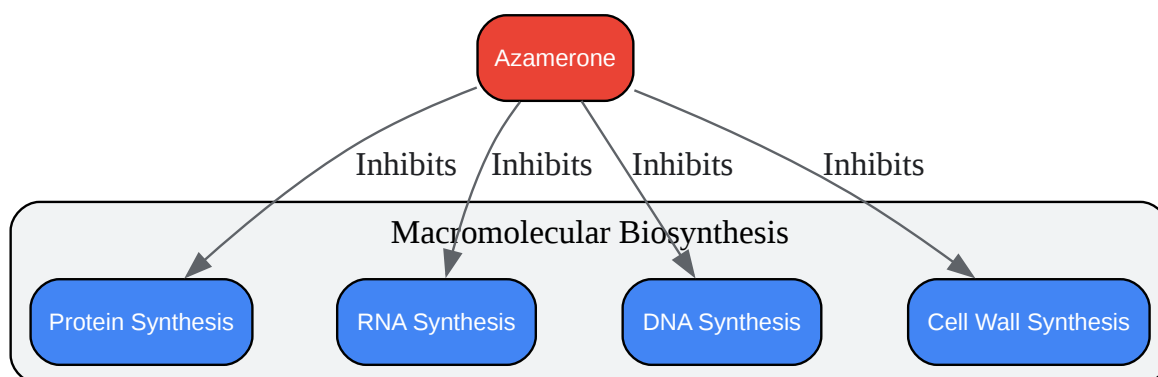 Azamerone
Inhibits Inhibits Inhibits Inhibits
Macromolecular Biosynthesis
Protein Synthesis RNA Synthesis DNA Synthesis Cell Wall Synthesis